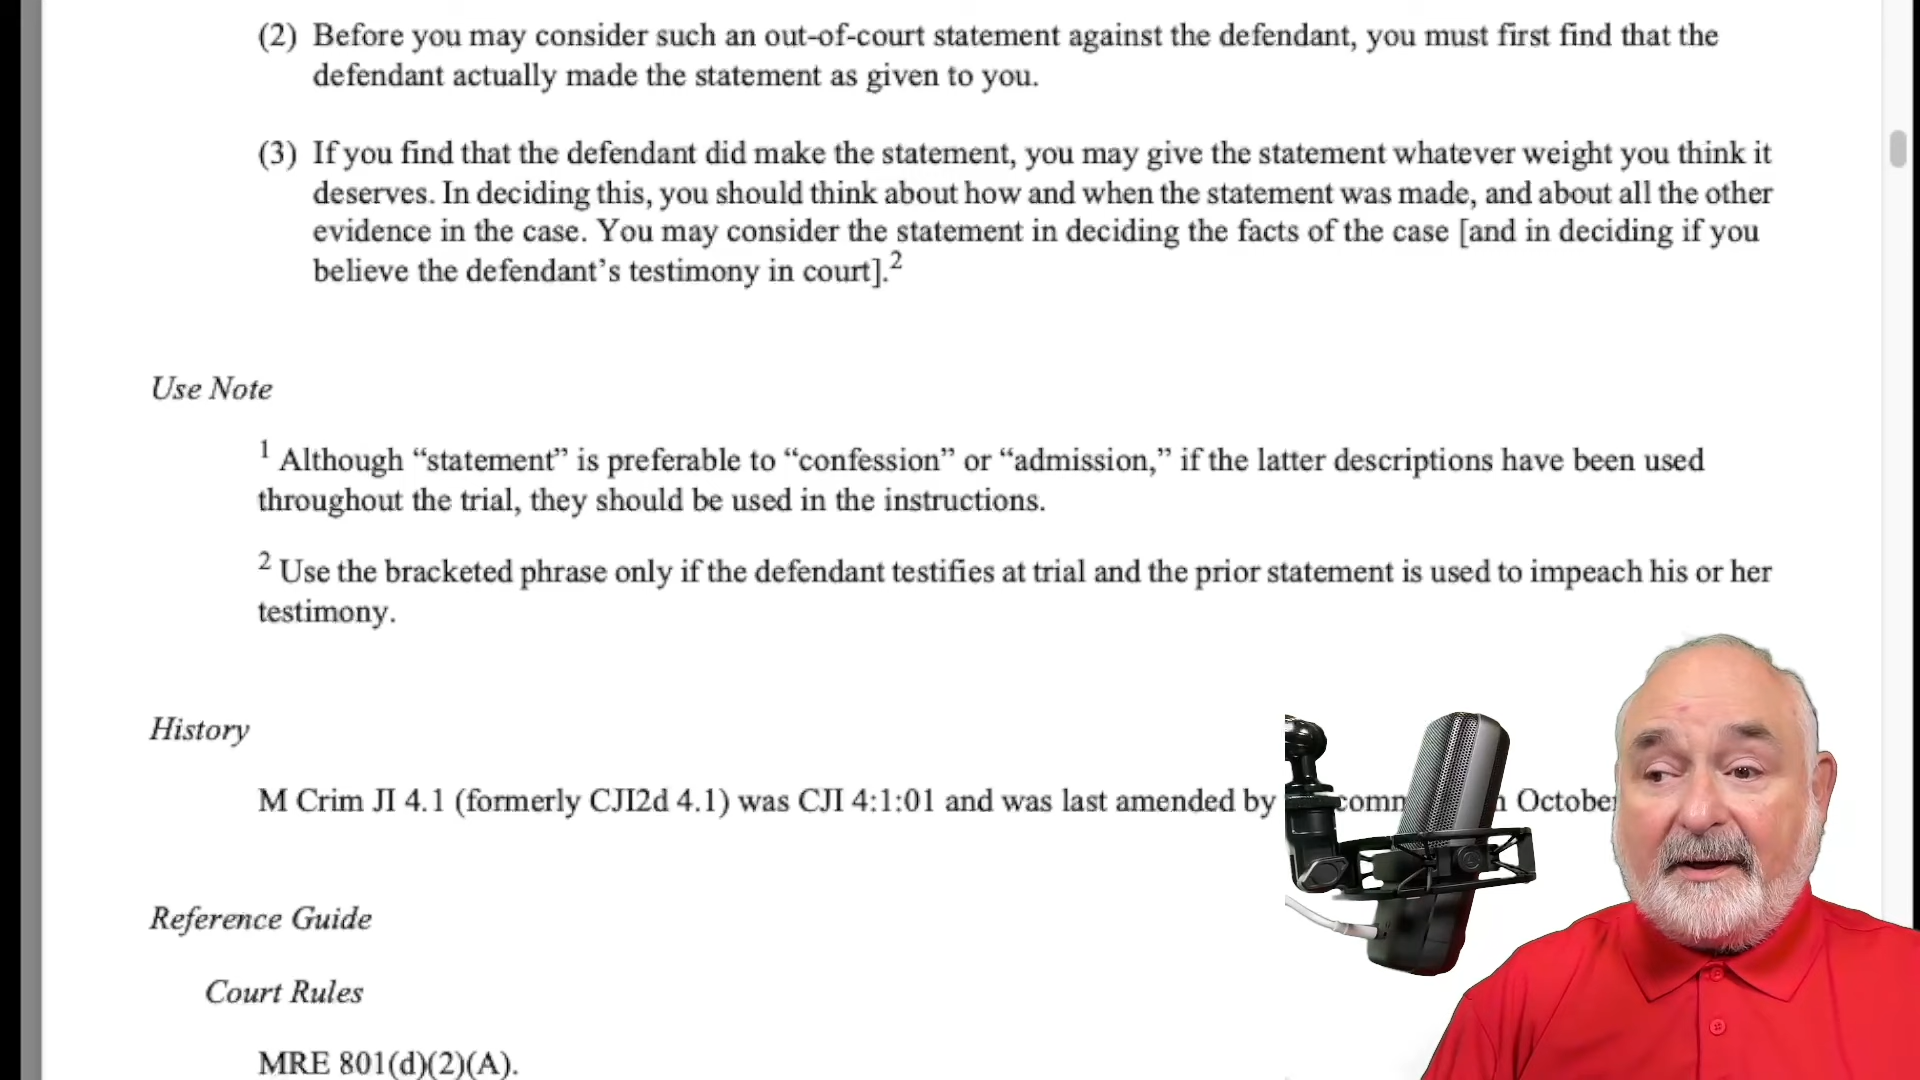 (2) Before you may consider such an out-of-court statement against the defendant, you must first find that the
defendant actually made the statement as given to you.
(3) If you find that the defendant did make the statement, you may give the statement whatever weight you think it
deserves. In deciding this, you should think about how and when the statement was made, and about all the other
evidence in the case. You may consider the statement in deciding the facts of the case [and in deciding if you
believe the defendant’s testimony in court].2
Use Note
1 Although “statement” is preferable to “confession” or “admission,” if the latter descriptions have been used
throughout the trial, they should be used in the instructions.
2 Use the bracketed phrase only if the defendant testifies at trial and the prior statement is used to impeach his or her
testimony.
History
M Crim JI 4.1 (formerly CJI2d 4.1) was CJI 4:1:01 and was last amended by
Reference Guide
Court Rules
MRE 801(d)(2)(A).